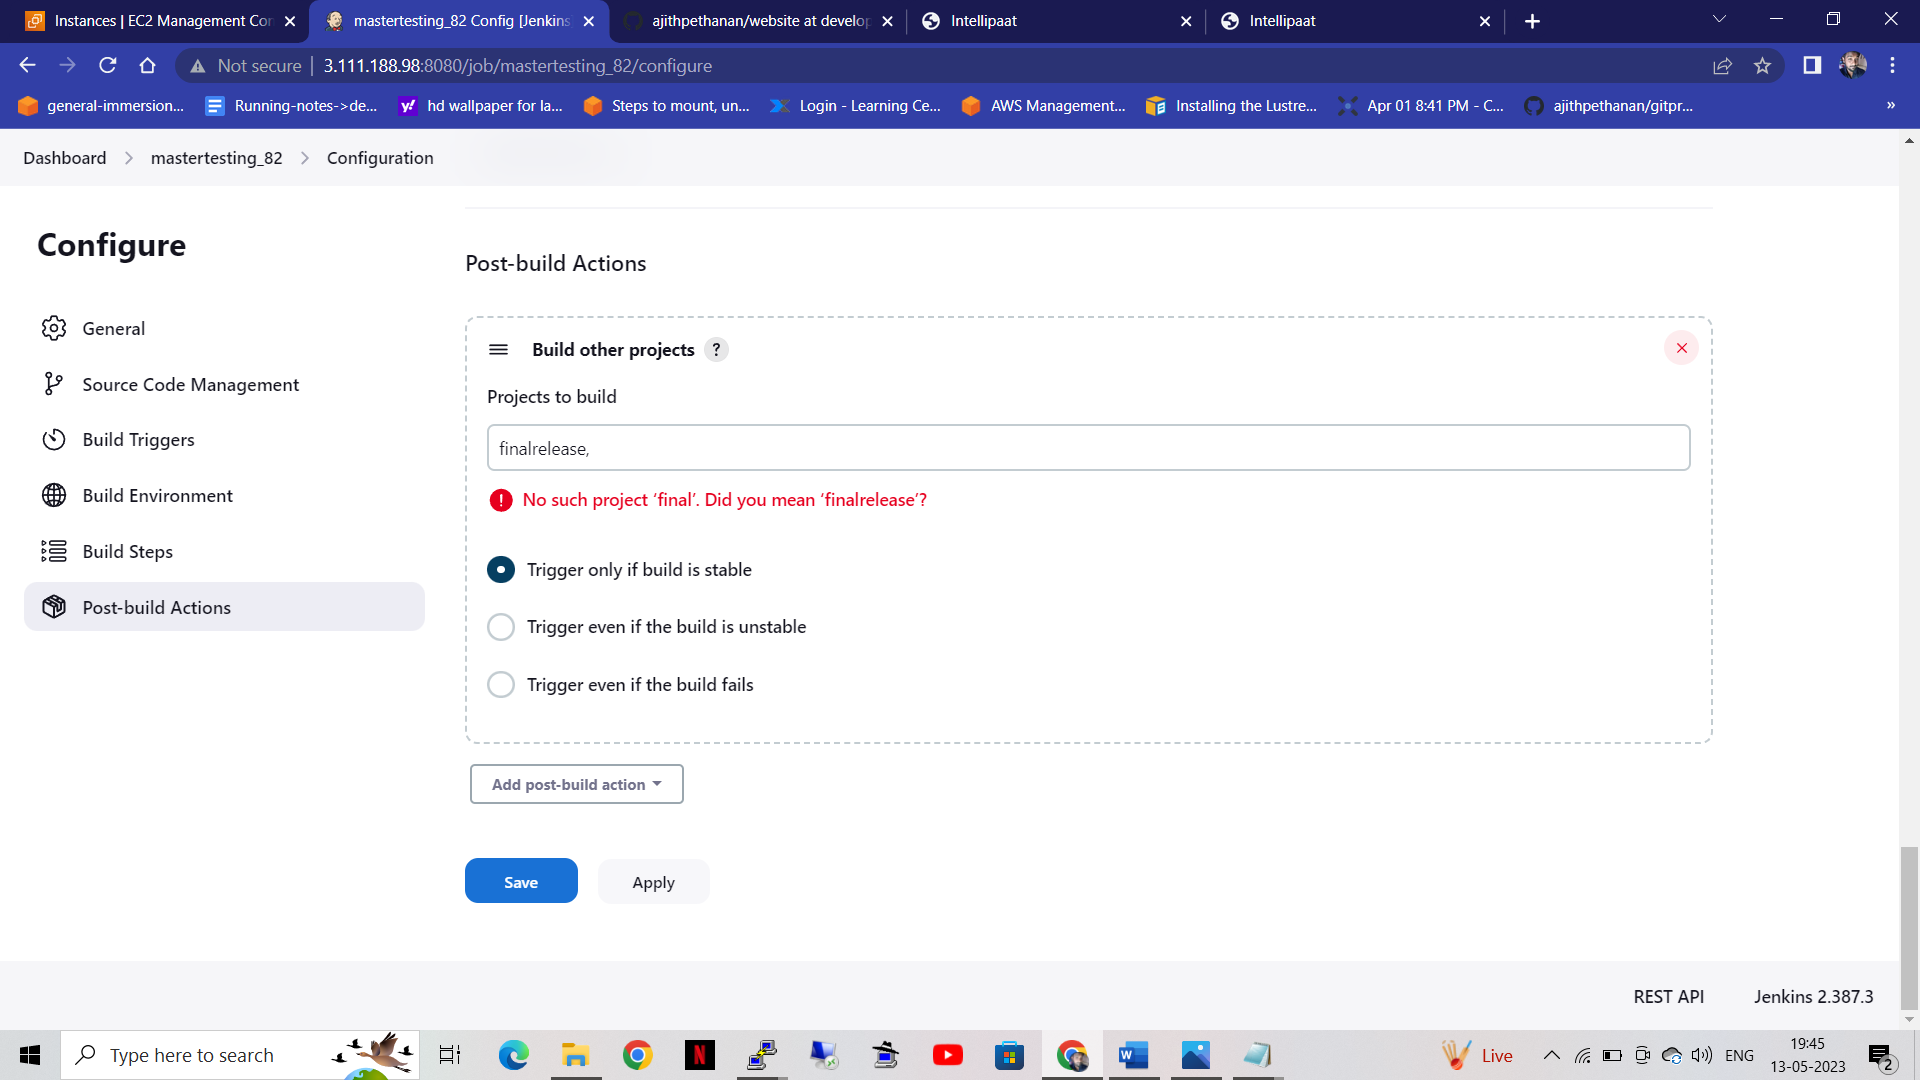 Instances | EC2 Management Con
mastertesting_82 Config [Jenkins
ajithpethanan/website at develop
Intellipaat
Intellipaat
Not secure
3.111.188.98:8080/job/mastertesting_82/configure
general-immersion...
Running-notes->de...
hd wallpaper for la...
Steps to mount, un...
Login - Learning Ce...
AWS Management...
Installing the Lustre...
Apr 01 8:41 PM - C...
ajithpethanan/gitpr...
»
Dashboard
mastertesting_82
Configuration
Configure
General
Source Code Management
Build Triggers
Build Environment
Build Steps
Post-build Actions
Post-build Actions
Build other projects ?
Projects to build
finalrelease,
No such project ‘final’. Did you mean ‘finalrelease’?
Trigger only if build is stable
Trigger even if the build is unstable
Trigger even if the build fails
Add post-build action
Save
Apply
REST API
Jenkins 2.387.3
Type here to search
Live
ENG
19:45
13-05-2023
2